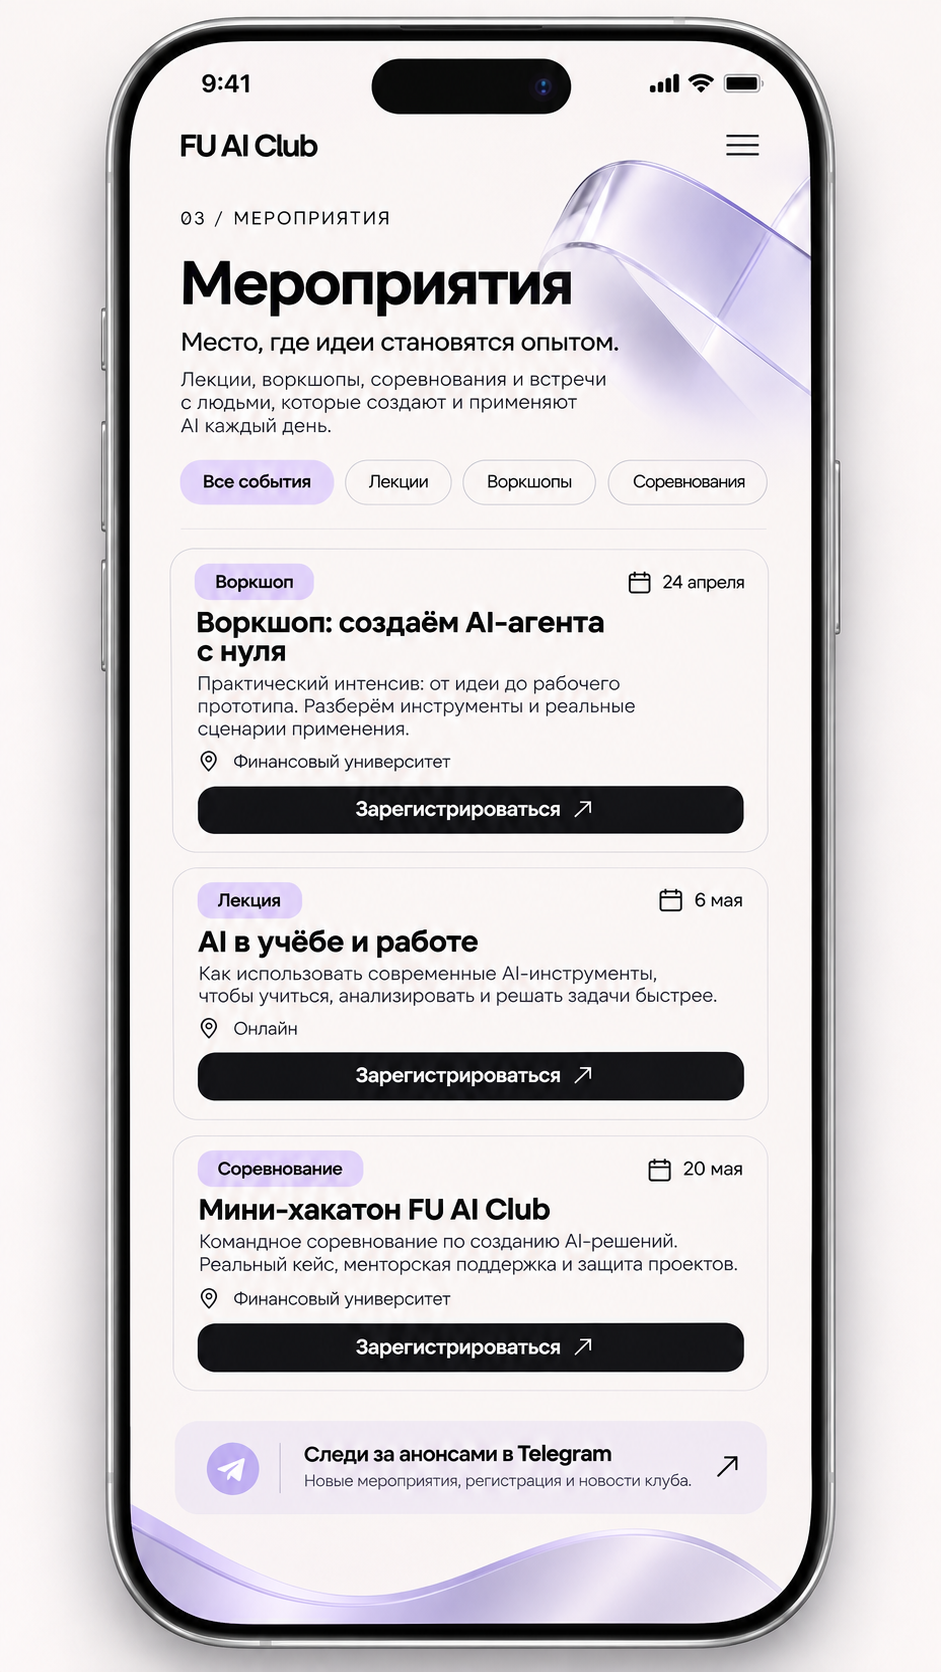 9:41
FU AI Club
03 / МЕРОПРИЯТИЯ
Мероприятия
Место, где идеи становятся опытом.
Лекции, воркшопы, соревнования и встречи
с людьми, которые создают и применяют
AI каждый день.
Все события Лекции Воркшопы Соревнования
Воркшоп 24 апреля
Воркшоп: создаём AI-агента
с нуля
Практический интенсив: от идеи до рабочего
прототипа. Разберём инструменты и реальные
сценарии применения.
Финансовый университет
Зарегистрироваться
Лекция 6 мая
AI в учёбе и работе
Как использовать современные AI-инструменты,
чтобы учиться, анализировать и решать задачи быстрее.
Онлайн
Зарегистрироваться
Соревнование 20 мая
Мини-хакатон FU AI Club
Командное соревнование по созданию AI-решений.
Реальный кейс, менторская поддержка и защита проектов.
Финансовый университет
Зарегистрироваться
Следи за анонсами в Telegram
Новые мероприятия, регистрация и новости клуба.